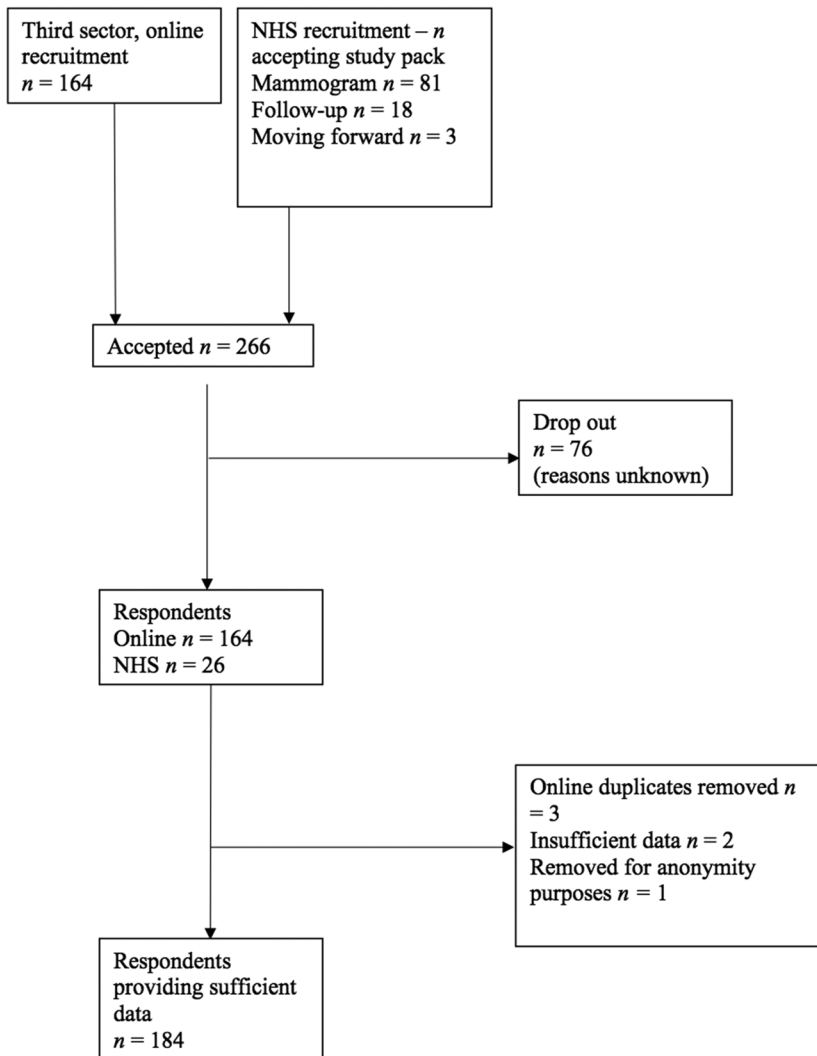 Third sector, online
recruitment
n = 164
NHS recruitment – n
accepting study pack
Mammogram n = 81
Follow-up n = 18
Moving forward n = 3
Accepted n = 266
Drop out
n = 76
(reasons unknown)
Respondents
Online n = 164
NHS n = 26
Online duplicates removed n
= 3
Insufficient data n = 2
Removed for anonymity
purposes n = 1
Respondents
providing sufficient
data
n = 184